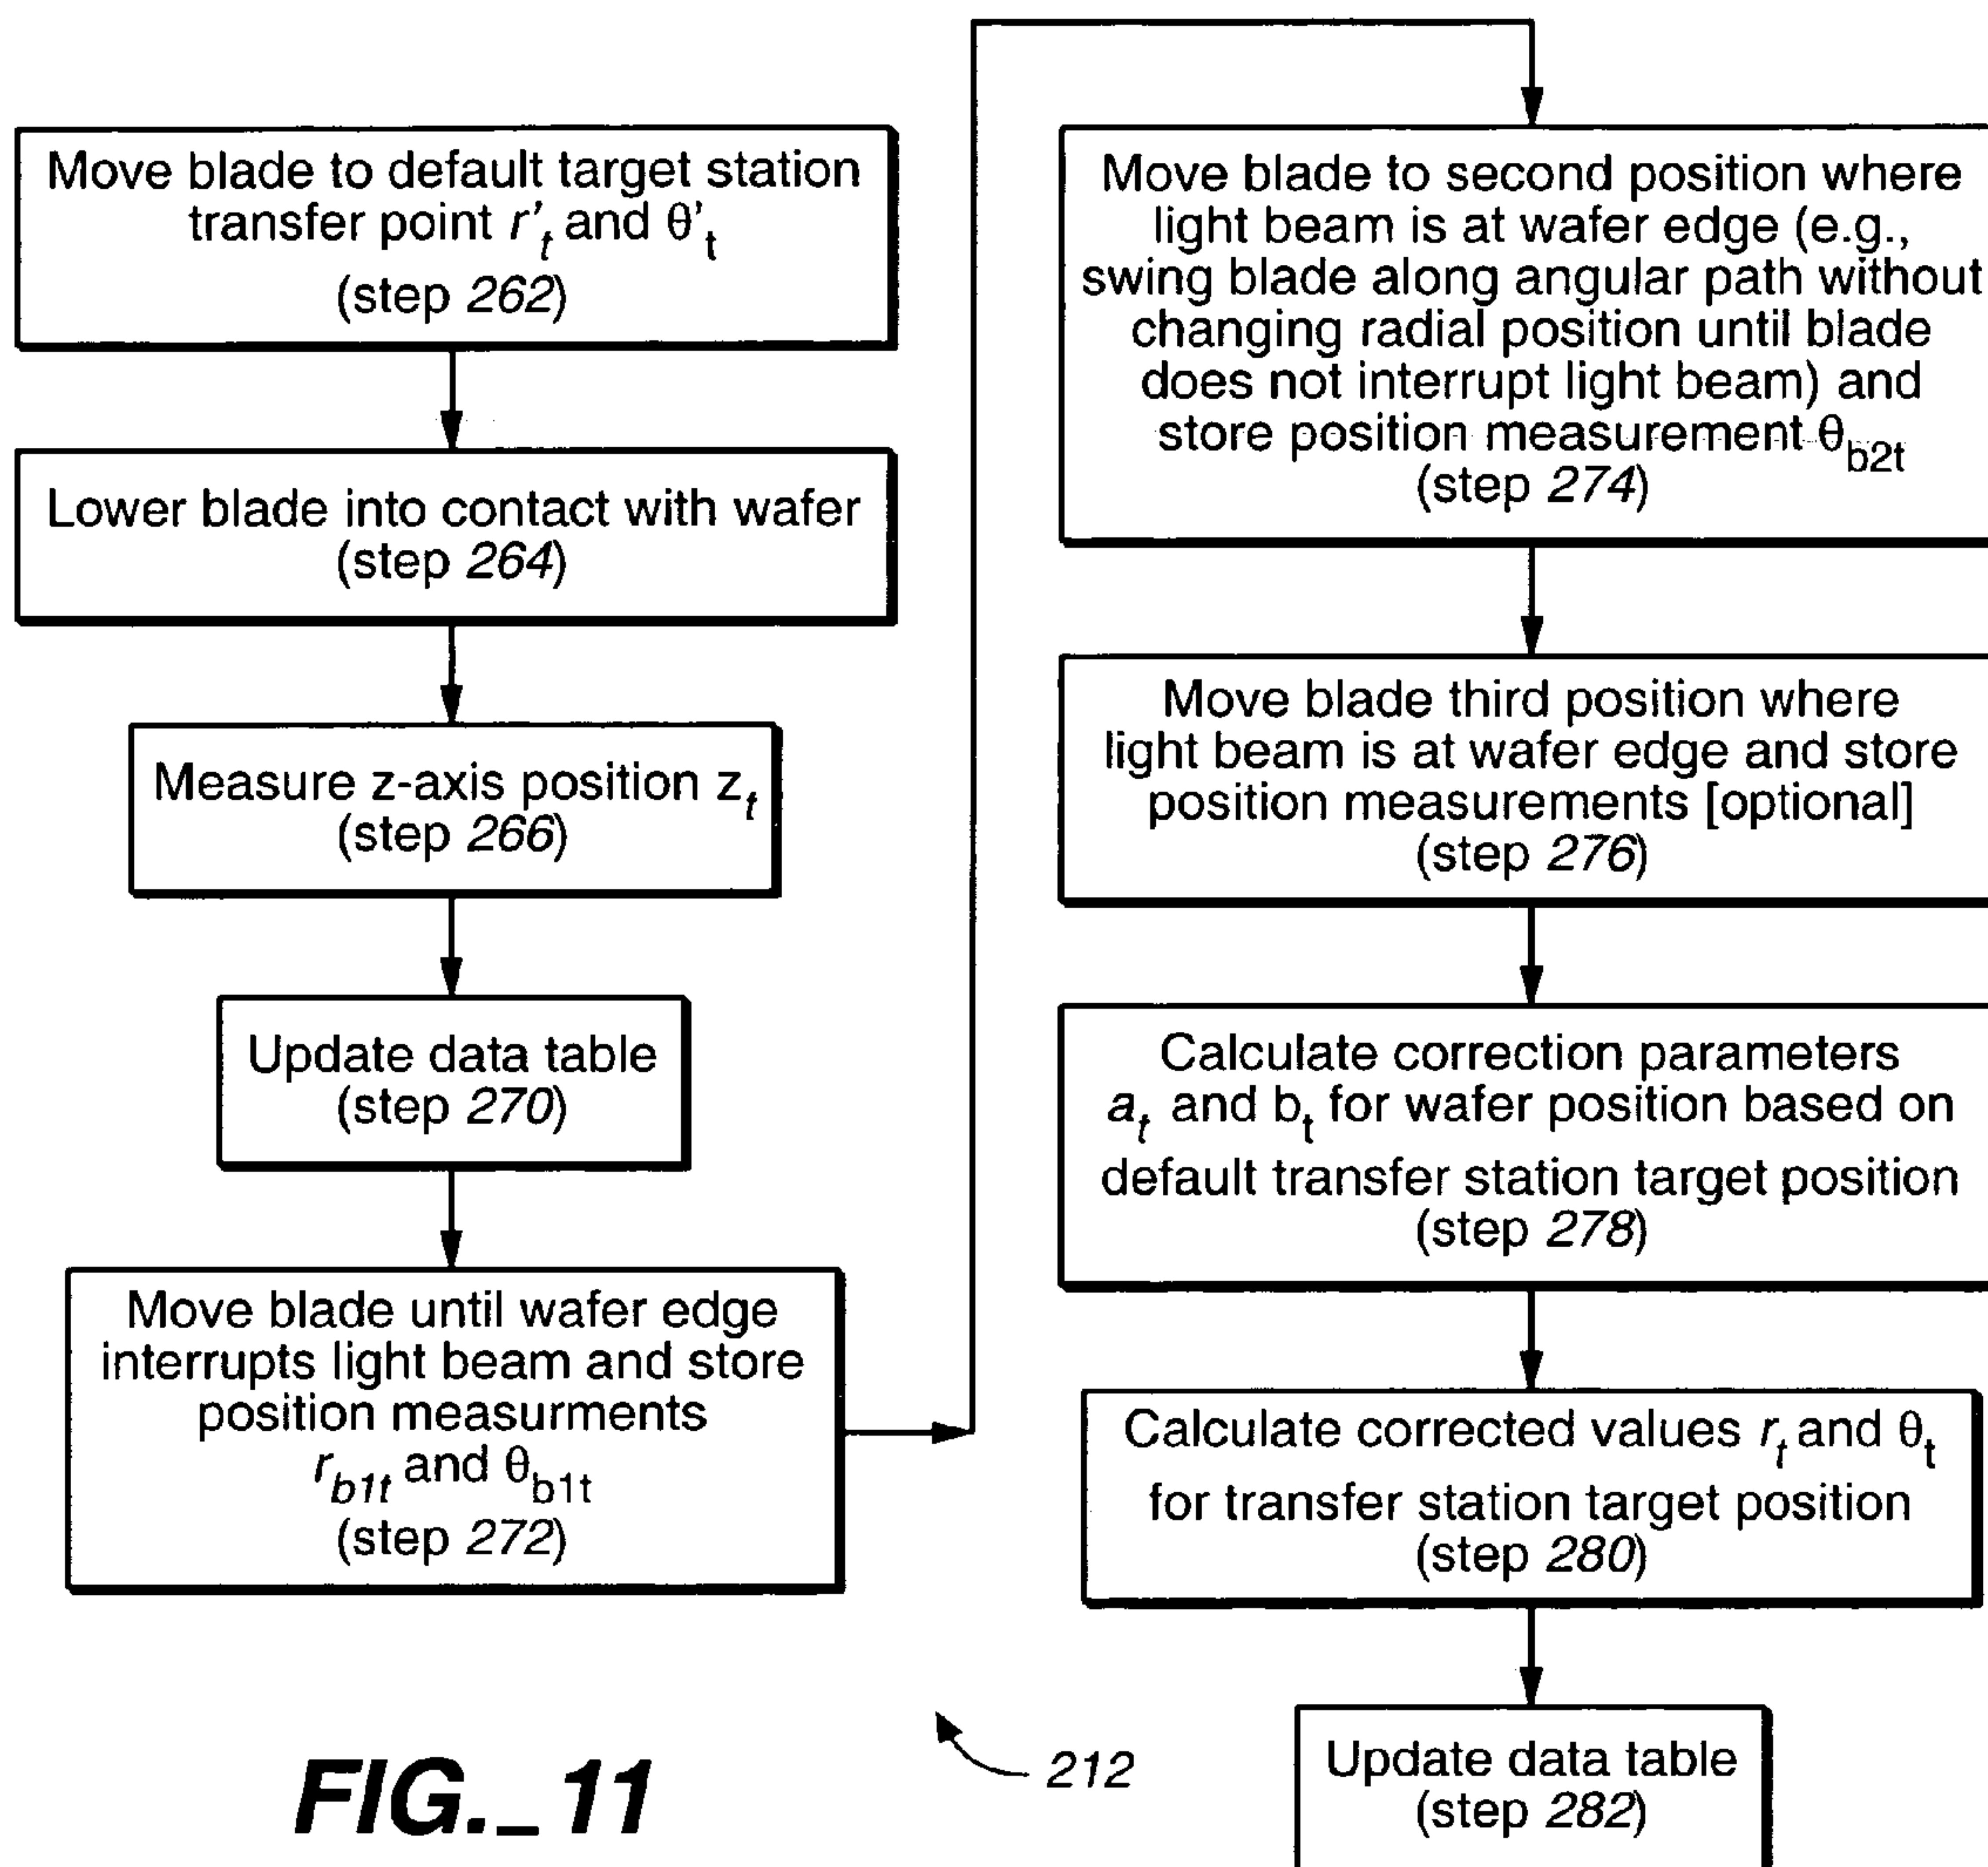 Move blade to default target station
transfer point r't and θ't
(step 262)
Lower blade into contact with wafer
(step 264)
Measure z-axis position zt
(step 266)
Update data table
(step 270)
Move blade until wafer edge
interrupts light beam and store
position measurments
rb1t and θb1t
(step 272)
Move blade to second position where
light beam is at wafer edge (e.g.,
swing blade along angular path without
changing radial position until blade
does not interrupt light beam) and
store position measurement θb2t
(step 274)
Move blade third position where
light beam is at wafer edge and store
position measurements [optional]
(step 276)
Calculate correction parameters
at and bt for wafer position based on
default transfer station target position
(step 278)
Calculate corrected values rt and θt
for transfer station target position
(step 280)
Update data table
(step 282)
212
FIG._11